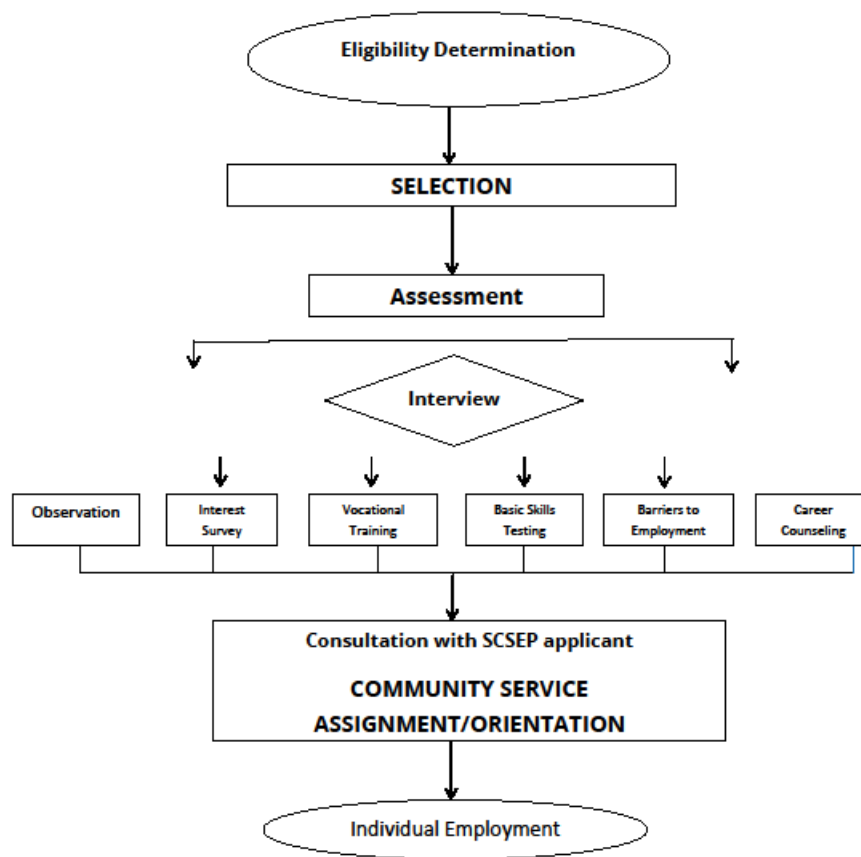 Eligibility Determination
SELECTION
Assessment
Interview
Observation
Interest
Survey
Vocational
Training
Basic Skills
Testing
Barriers to
Employment
Career
Counseling
Consultation with SCSEP applicant
COMMUNITY SERVICE
ASSIGNMENT/ORIENTATION
Individual Employment